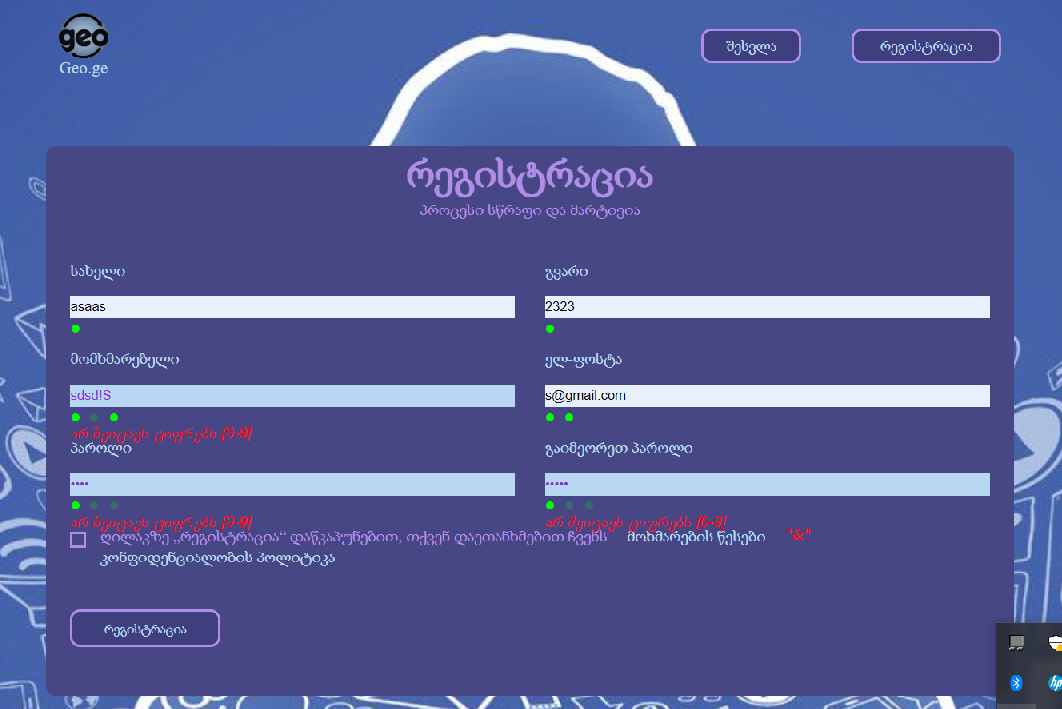 geo
Geo.ge
შესვლა
რეგისტრაცია
რეგისტრაცია
პროცესი სწრაფი და მარტივია
სახელი
გვარი
asaas
2323
მომხმარებელი
ელ-ფოსტა
sdsd!S
s@gmail.com
არ შეიცავს ციფრებს [0-9]
პაროლი
გაიმეორეთ პაროლი
••••
•••••
არ შეიცავს ციფრებს [0-9]
არ შეიცავს ციფრებს [0-9]
ღილაკზე „რეგისტრაცია“ დაწკაპუნებით, თქვენ დაეთანხმებით ჩვენს მოხმარების წესები "&"
კონფიდენციალობის პოლიტიკა
რეგისტრაცია
hp